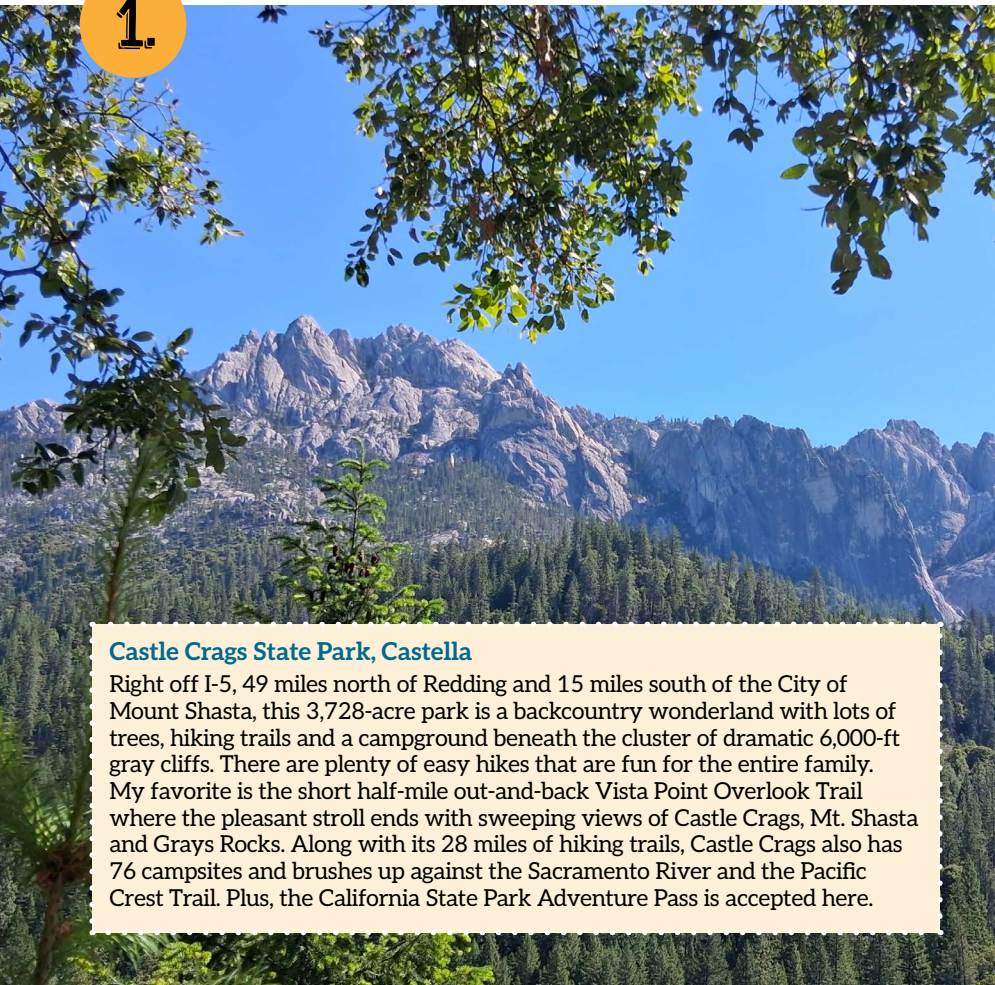 1.
Castle Crags State Park, Castella
Right off I-5, 49 miles north of Redding and 15 miles south of the City of
Mount Shasta, this 3,728-acre park is a backcountry wonderland with lots of
trees, hiking trails and a campground beneath the cluster of dramatic 6,000-ft
gray cliffs. There are plenty of easy hikes that are fun for the entire family.
My favorite is the short half-mile out-and-back Vista Point Overlook Trail
where the pleasant stroll ends with sweeping views of Castle Crags, Mt. Shasta
and Grays Rocks. Along with its 28 miles of hiking trails, Castle Crags also has
76 campsites and brushes up against the Sacramento River and the Pacific
Crest Trail. Plus, the California State Park Adventure Pass is accepted here.